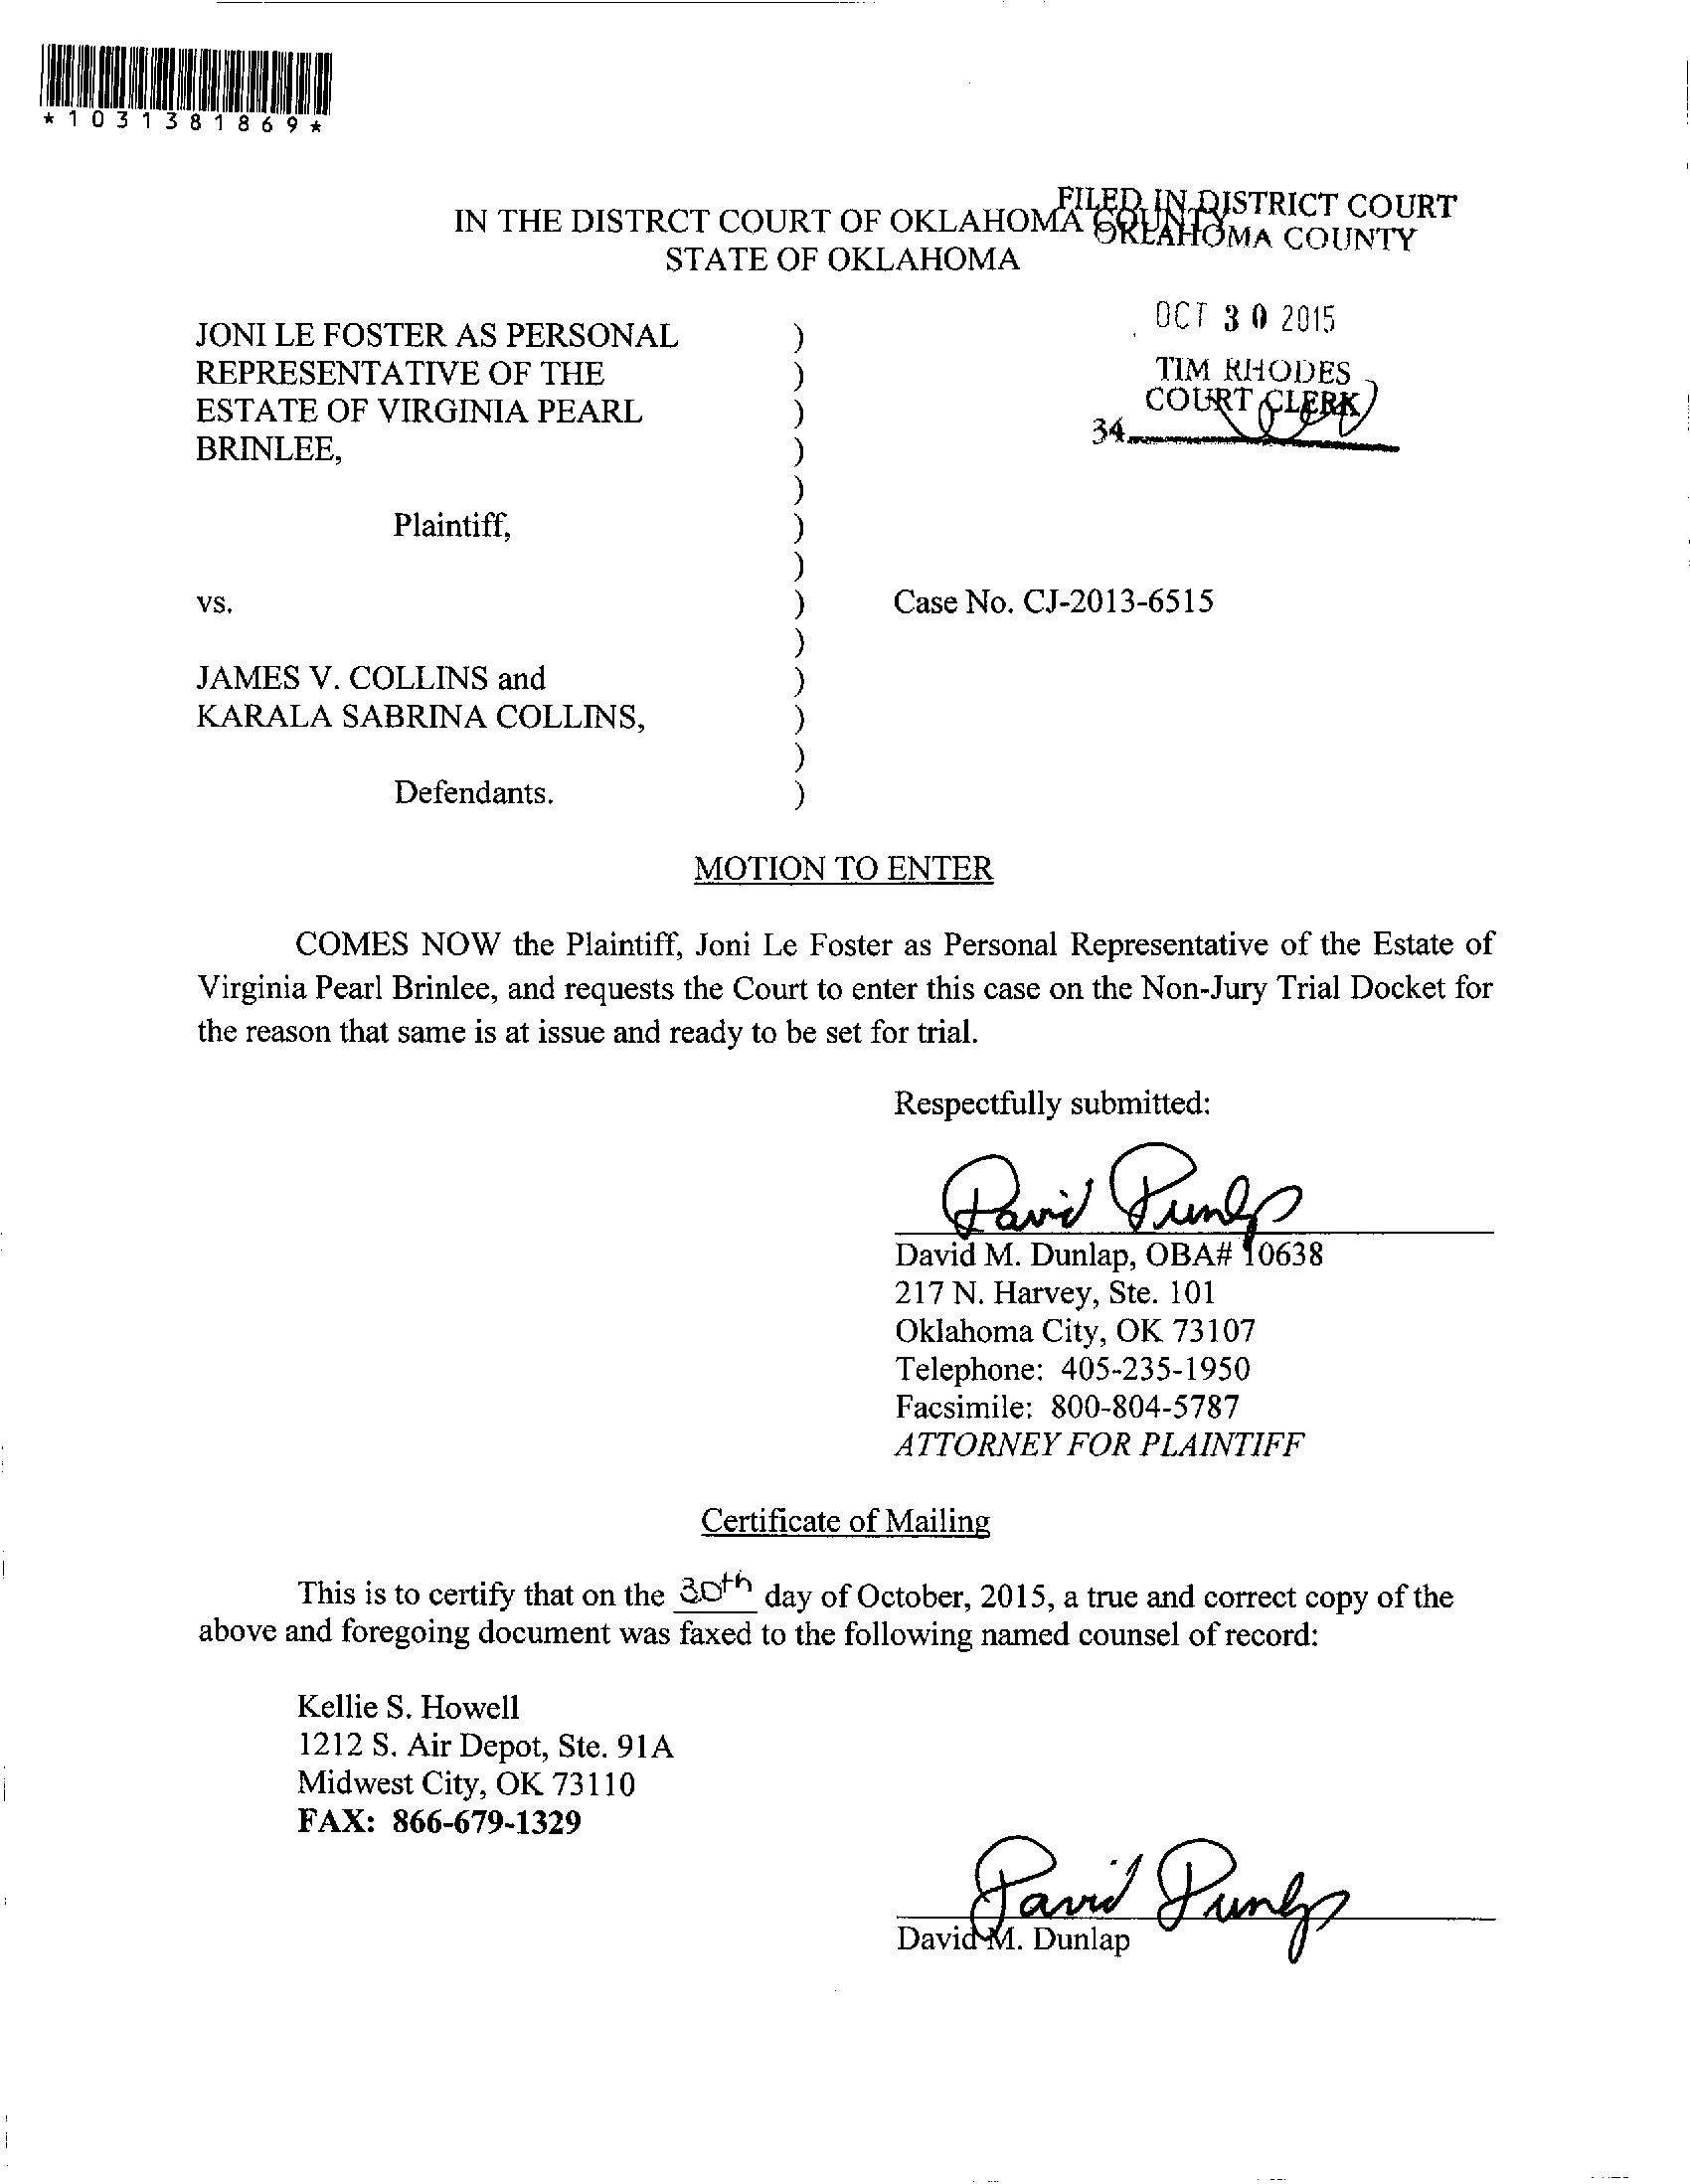 *1031381869*
IN THE DISTRCT COURT OF OKLAHOMA COUNTY
STATE OF OKLAHOMA
FILED IN DISTRICT COURT
OKLAHOMA COUNTY
OCT 30 2015
TIM RHODES
COURT CLERK
34
JONI LE FOSTER AS PERSONAL )
REPRESENTATIVE OF THE )
ESTATE OF VIRGINIA PEARL )
BRINLEE, )
)
Plaintiff, )
)
vs. ) Case No. CJ-2013-6515
)
JAMES V. COLLINS and )
KARALA SABRINA COLLINS, )
)
Defendants. )
MOTION TO ENTER
COMES NOW the Plaintiff, Joni Le Foster as Personal Representative of the Estate of
Virginia Pearl Brinlee, and requests the Court to enter this case on the Non-Jury Trial Docket for
the reason that same is at issue and ready to be set for trial.
Respectfully submitted:
David Dunlap
David M. Dunlap, OBA# 10638
217 N. Harvey, Ste. 101
Oklahoma City, OK 73107
Telephone: 405-235-1950
Facsimile: 800-804-5787
ATTORNEY FOR PLAINTIFF
Certificate of Mailing
This is to certify that on the 30th day of October, 2015, a true and correct copy of the
above and foregoing document was faxed to the following named counsel of record:
Kellie S. Howell
1212 S. Air Depot, Ste. 91A
Midwest City, OK 73110
FAX: 866-679-1329
David Dunlap
David M. Dunlap